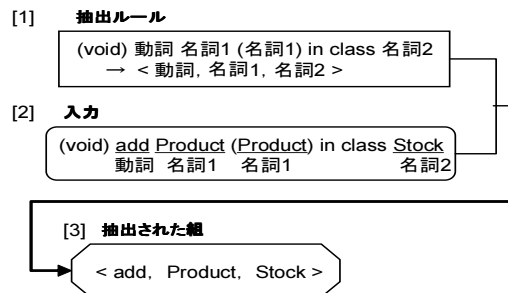 [1] 抽出ルール
(void) 動詞 名詞1 (名詞1) in class 名詞2
→ < 動詞, 名詞1, 名詞2 >
[2] 入力
(void) add Product (Product) in class Stock
動詞 名詞1 名詞1 名詞2
[3] 抽出された組
< add, Product, Stock >